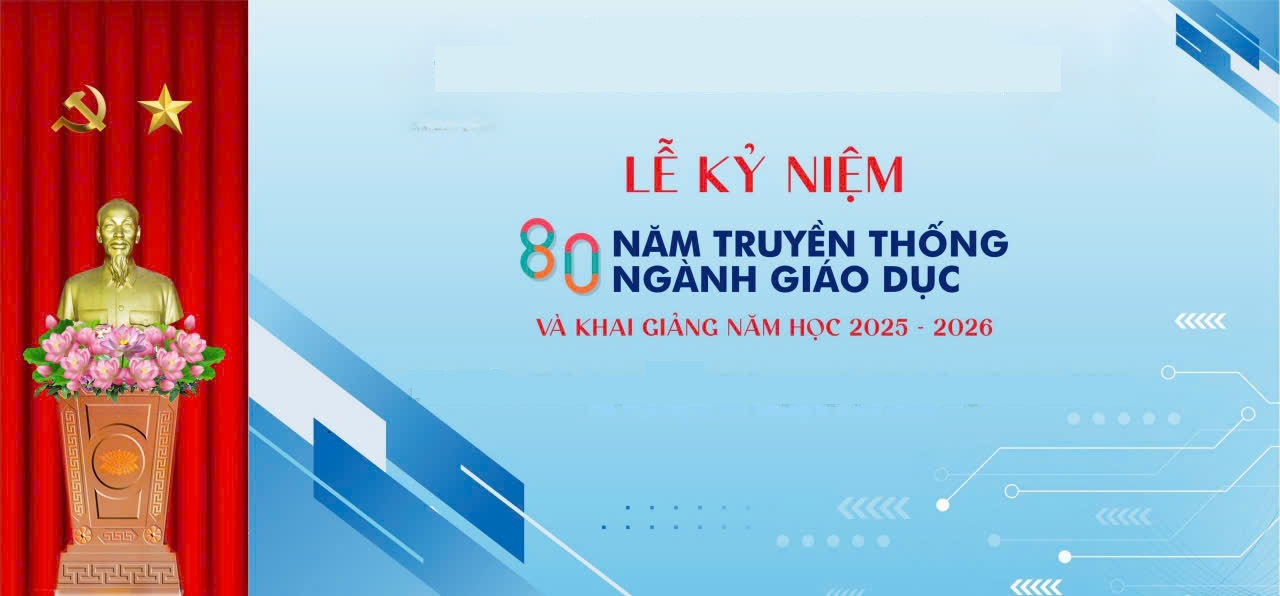 LỄ KỶ NIỆM
80 NĂM TRUYỀN THỐNG
NGÀNH GIÁO DỤC
VÀ KHAI GIẢNG NĂM HỌC 2025 - 2026